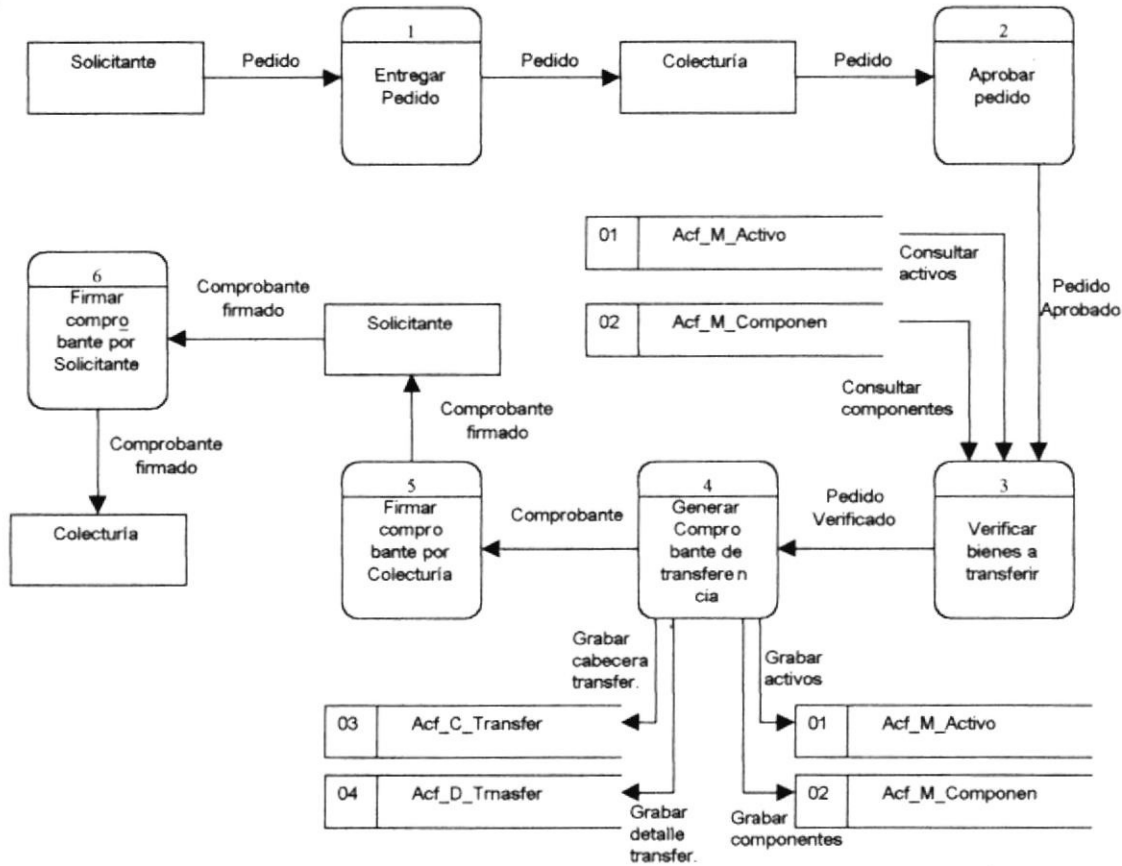 Solicitante
Pedido
1
Entregar
Pedido
Pedido
Colecturía
Pedido
2
Aprobar
pedido
01
Acf_M_Activo
Consultar
activos
02
Acf_M_Componen
Consultar
componentes
Pedido
Aprobado
6
Firmar
compro
bante por
Solicitante
Comprobante
firmado
Solicitante
Comprobante
firmado
Comprobante
firmado
Colecturía
5
Firmar
compro
bante por
Colecturía
Comprobante
4
Generar
Compro
bante de
transferen
cia
Pedido
Verificado
3
Verificar
bienes a
transferir
Grabar
cabecera
transfer.
Grabar
activos
03
Acf_C_Transfer
01
Acf_M_Activo
04
Acf_D_Trnasfer
02
Acf_M_Componen
Grabar
detalle
transfer.
Grabar
componentes